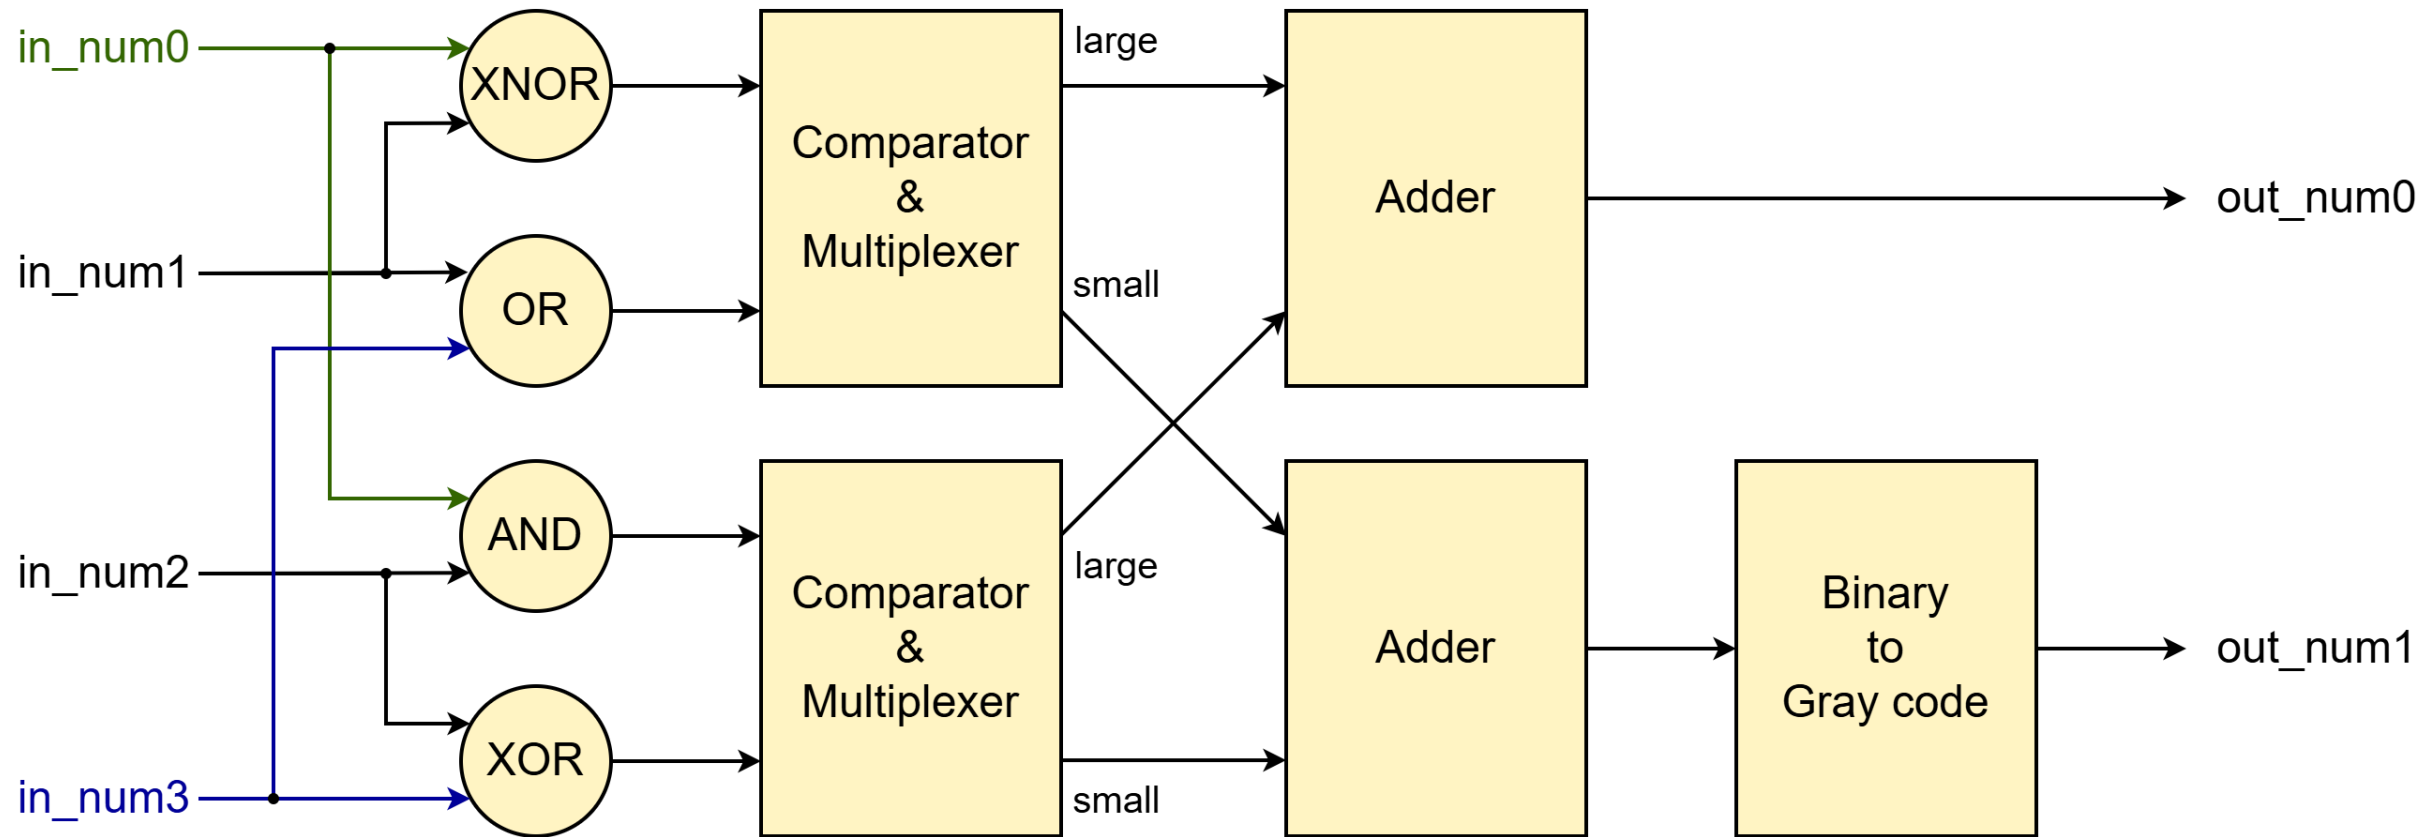 in_num0
XNOR
large
Comparator
&
Multiplexer
Adder
out_num0
in_num1
OR
small
in_num2
AND
large
Comparator
&
Multiplexer
Adder
Binary
to
Gray code
out_num1
in_num3
XOR
small